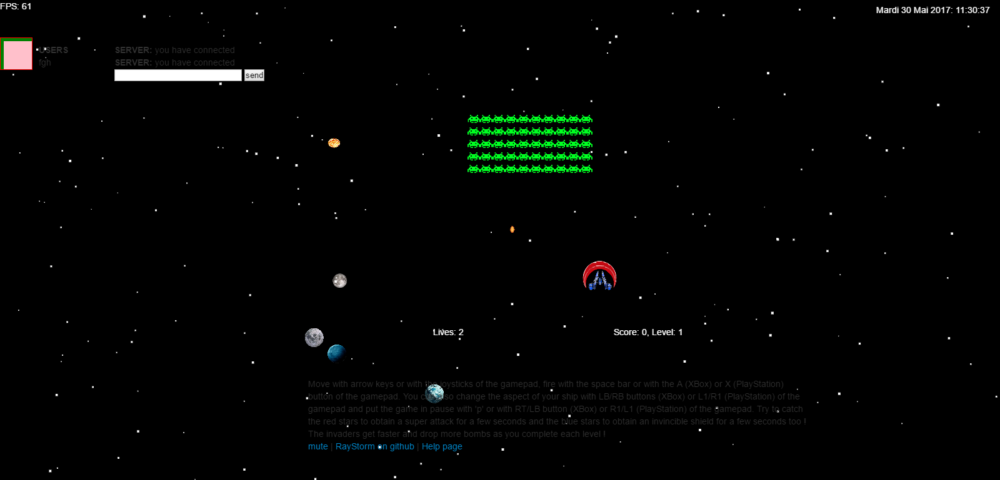 FPS: 61
Mardi 30 Mai 2017: 11:30:37
USERS
fgh
SERVER: you have connected
SERVER: you have connected
send
Lives: 2
Score: 0, Level: 1
Move with arrow keys or with the joysticks of the gamepad, fire with the space bar or with the A (XBox) or X (PlayStation)
button of the gamepad. You so change the aspect of your ship with LB/RB buttons (XBox) or L1/R1 (PlayStation) of the
gamepad and put the game in pause with 'p' or with RT/LB button (XBox) or R1/L1 (PlayStation) of the gamepad. Try to catch
the red stars to obtain a super attack for a few seconds and the blue stars to obtain an invincible shield for a few seconds too !
The invaders get faster and drop more bombs as you complete each level !
mute | RayStorm on github | Help page